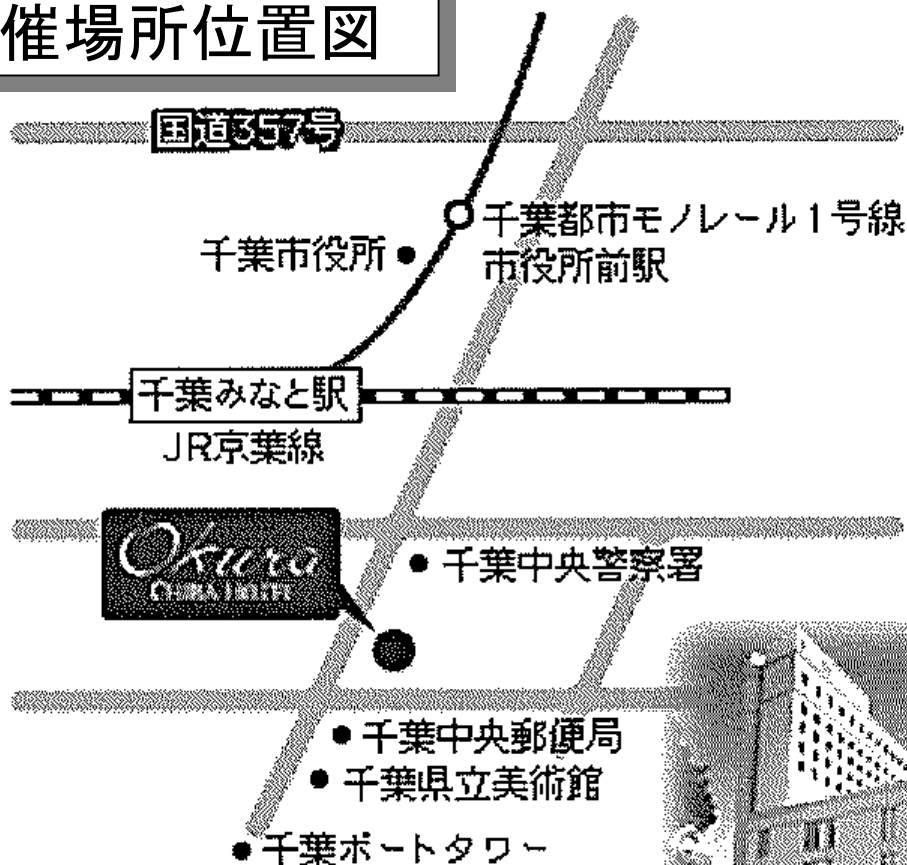 催場所位置図
国道357号
千葉都市モノレール1号線
市役所前駅
千葉市役所
千葉みなと駅
JR京葉線
Okura
CHIBA HOTEL
千葉中央警察署
千葉中央郵便局
千葉県立美術館
千葉ポートタワー